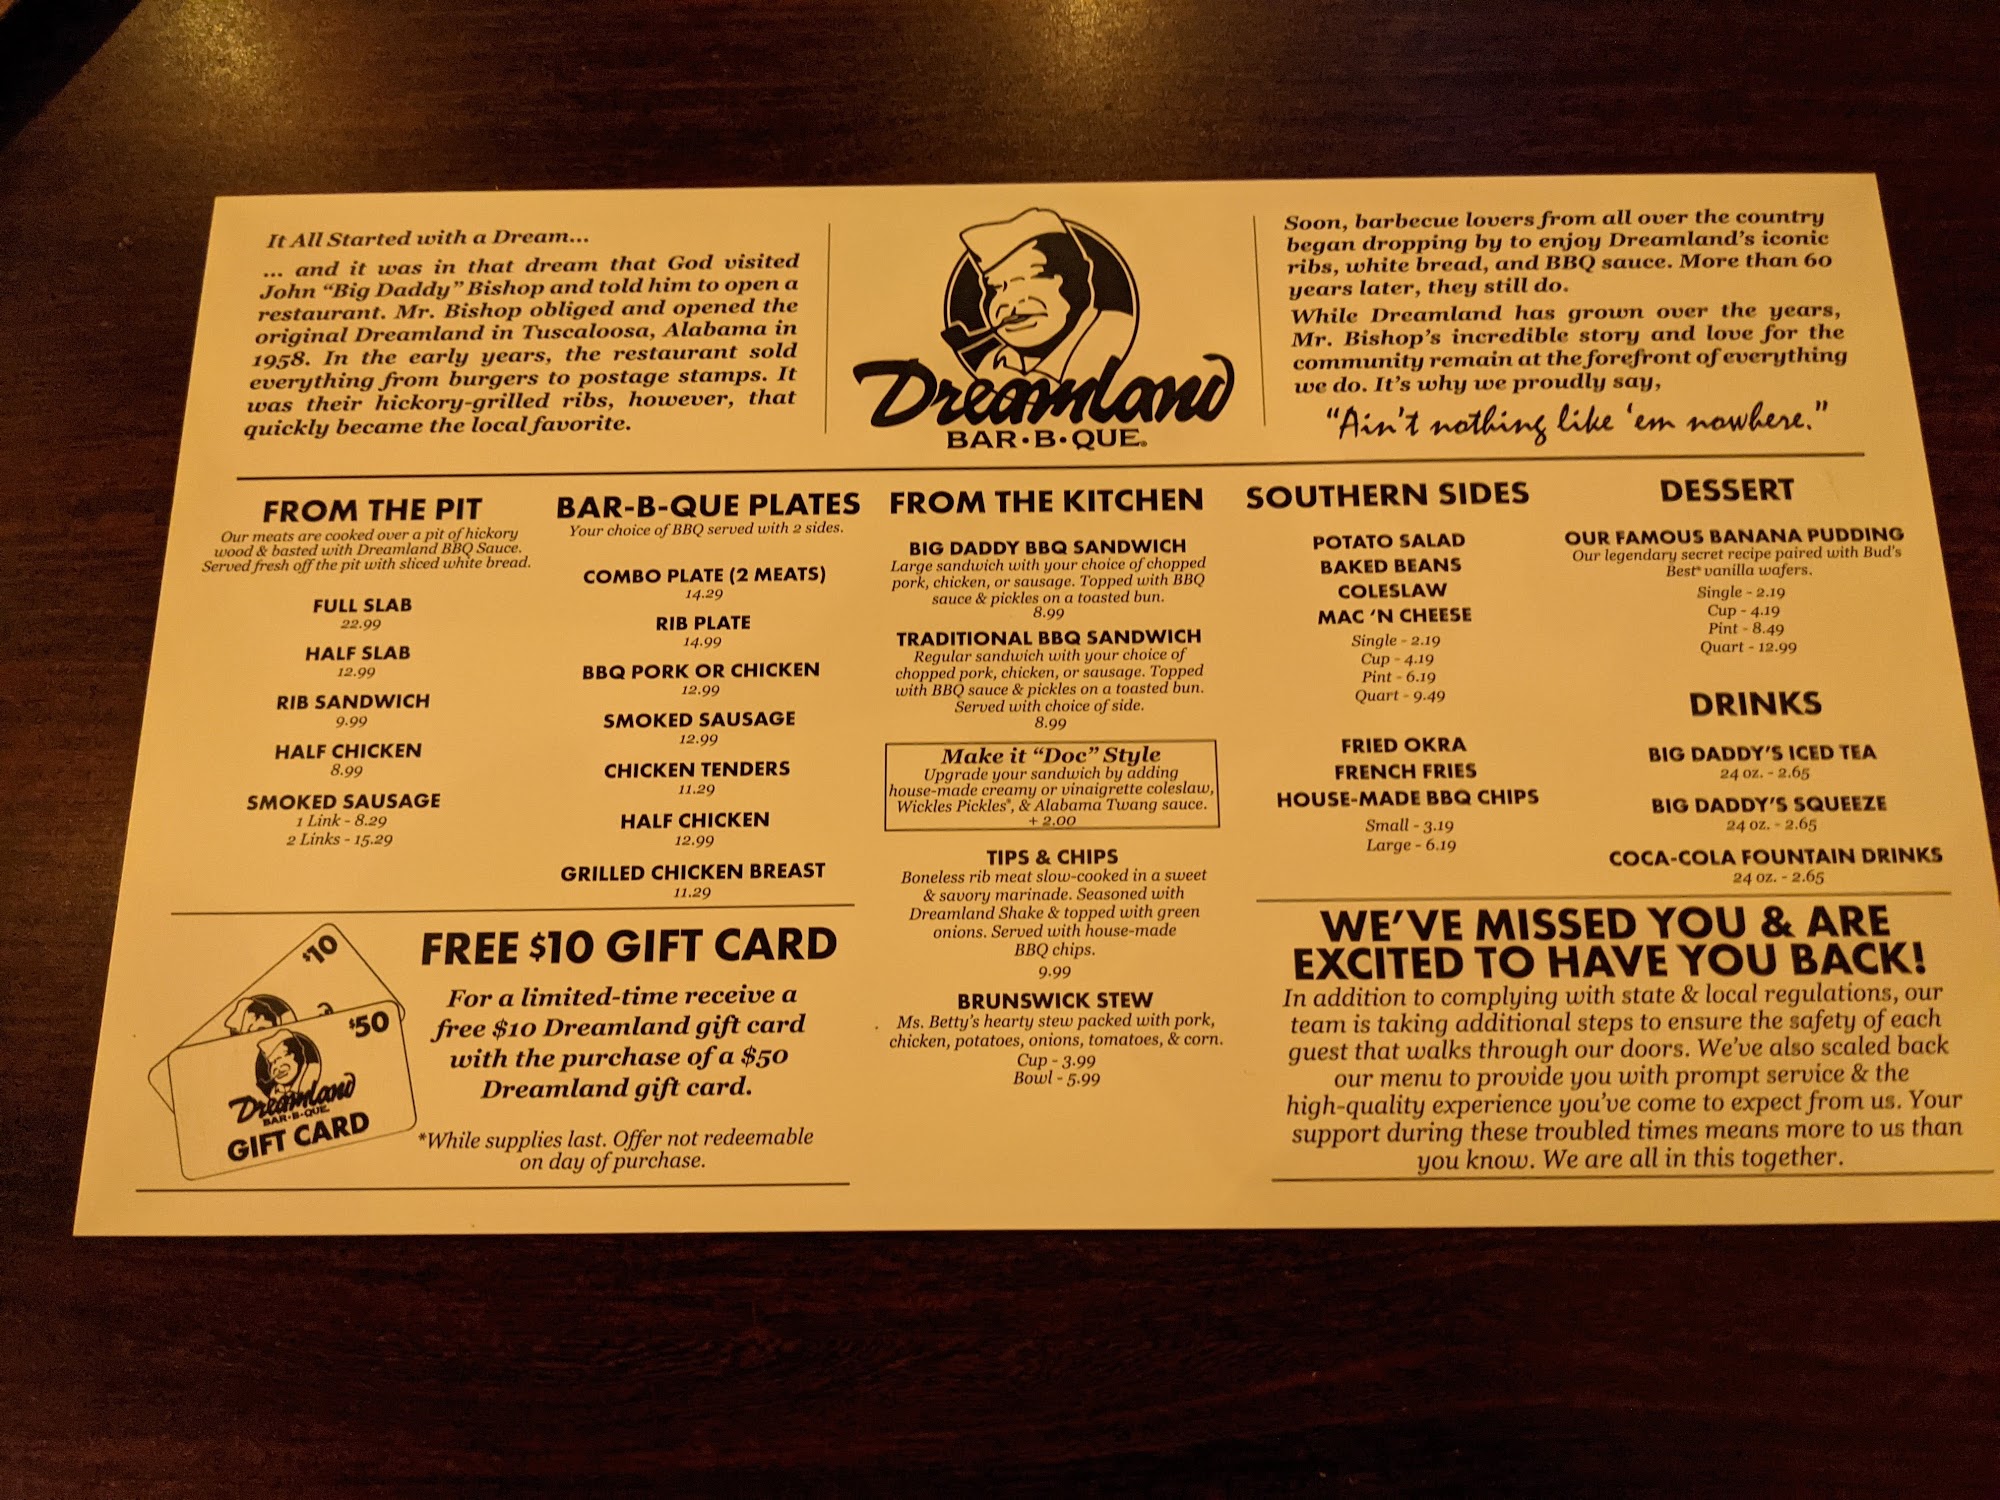 It All Started with a Dream...
... and it was in that dream that God visited
John "Big Daddy" Bishop and told him to open a
restaurant. Mr. Bishop obliged and opened the
original Dreamland in Tuscaloosa, Alabama in
1958. In the early years, the restaurant sold
everything from burgers to postage stamps. It
was their hickory-grilled ribs, however, that
quickly became the local favorite.
Dreamland
BAR·B·QUE®
Soon, barbecue lovers from all over the country
began dropping by to enjoy Dreamland's iconic
ribs, white bread, and BBQ sauce. More than 60
years later, they still do.
While Dreamland has grown over the years,
Mr. Bishop's incredible story and love for the
community remain at the forefront of everything
we do. It's why we proudly say,
"Ain't nothing like 'em nowhere."
FROM THE PIT
Our meats are cooked over a pit of hickory
wood & basted with Dreamland BBQ Sauce.
Served fresh off the pit with sliced white bread.
FULL SLAB
22.99
HALF SLAB
12.99
RIB SANDWICH
9.99
HALF CHICKEN
8.99
SMOKED SAUSAGE
1 Link - 8.29
2 Links - 15.29
BAR-B-QUE PLATES
Your choice of BBQ served with 2 sides.
COMBO PLATE (2 MEATS)
14.29
RIB PLATE
14.99
BBQ PORK OR CHICKEN
12.99
SMOKED SAUSAGE
12.99
CHICKEN TENDERS
11.29
HALF CHICKEN
12.99
GRILLED CHICKEN BREAST
11.29
FROM THE KITCHEN
BIG DADDY BBQ SANDWICH
Large sandwich with your choice of chopped
pork, chicken, or sausage. Topped with BBQ
sauce & pickles on a toasted bun.
8.99
TRADITIONAL BBQ SANDWICH
Regular sandwich with your choice of
chopped pork, chicken, or sausage. Topped
with BBQ sauce & pickles on a toasted bun.
Served with choice of side.
8.99
Make it "Doc" Style
Upgrade your sandwich by adding
house-made creamy or vinaigrette coleslaw,
Wickles Pickles®, & Alabama Twang sauce.
+ 2.00
TIPS & CHIPS
Boneless rib meat slow-cooked in a sweet
& savory marinade. Seasoned with
Dreamland Shake & topped with green
onions. Served with house-made
BBQ chips.
9.99
BRUNSWICK STEW
Ms. Betty's hearty stew packed with pork,
chicken, potatoes, onions, tomatoes, & corn.
Cup - 3.99
Bowl - 5.99
SOUTHERN SIDES
POTATO SALAD
BAKED BEANS
COLESLAW
MAC 'N CHEESE
Single - 2.19
Cup - 4.19
Pint - 6.19
Quart - 9.49
FRIED OKRA
FRENCH FRIES
HOUSE-MADE BBQ CHIPS
Small - 3.19
Large - 6.19
DESSERT
OUR FAMOUS BANANA PUDDING
Our legendary secret recipe paired with Bud's
Best® vanilla wafers.
Single - 2.19
Cup - 4.19
Pint - 8.49
Quart - 12.99
DRINKS
BIG DADDY'S ICED TEA
24 oz. - 2.65
BIG DADDY'S SQUEEZE
24 oz. - 2.65
COCA-COLA FOUNTAIN DRINKS
24 oz. - 2.65
$10
$50
Dreamland
BAR·B·QUE
GIFT CARD
FREE $10 GIFT CARD
For a limited-time receive a
free $10 Dreamland gift card
with the purchase of a $50
Dreamland gift card.
*While supplies last. Offer not redeemable
on day of purchase.
WE'VE MISSED YOU & ARE
EXCITED TO HAVE YOU BACK!
In addition to complying with state & local regulations, our
team is taking additional steps to ensure the safety of each
guest that walks through our doors. We've also scaled back
our menu to provide you with prompt service & the
high-quality experience you've come to expect from us. Your
support during these troubled times means more to us than
you know. We are all in this together.